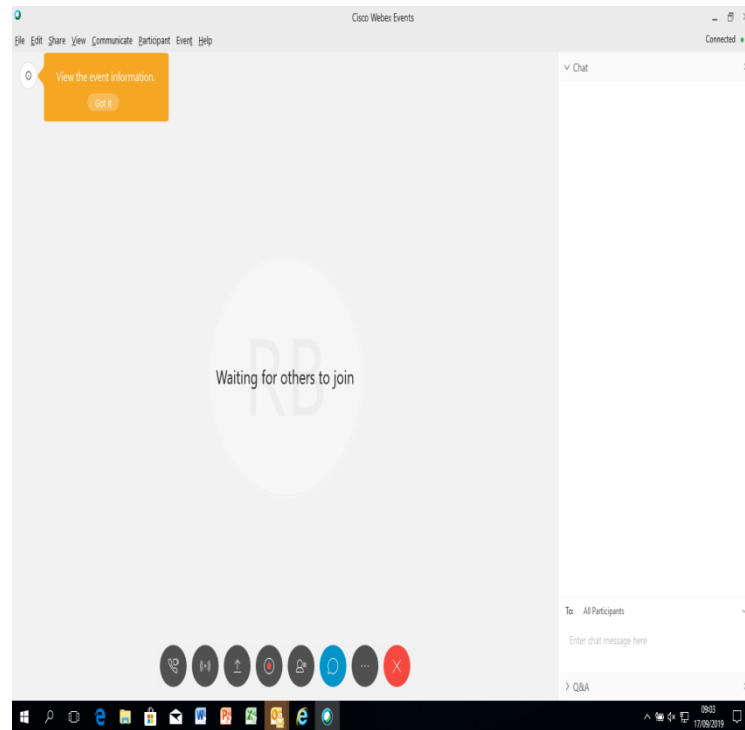 Cisco Webex Events
File Edit Share View Communicate Participant Event Help
Connected
View the event information.
Got it
Chat
RB
Waiting for others to join
To: All Participants
Enter chat message here
Q&A
09:03
17/09/2019